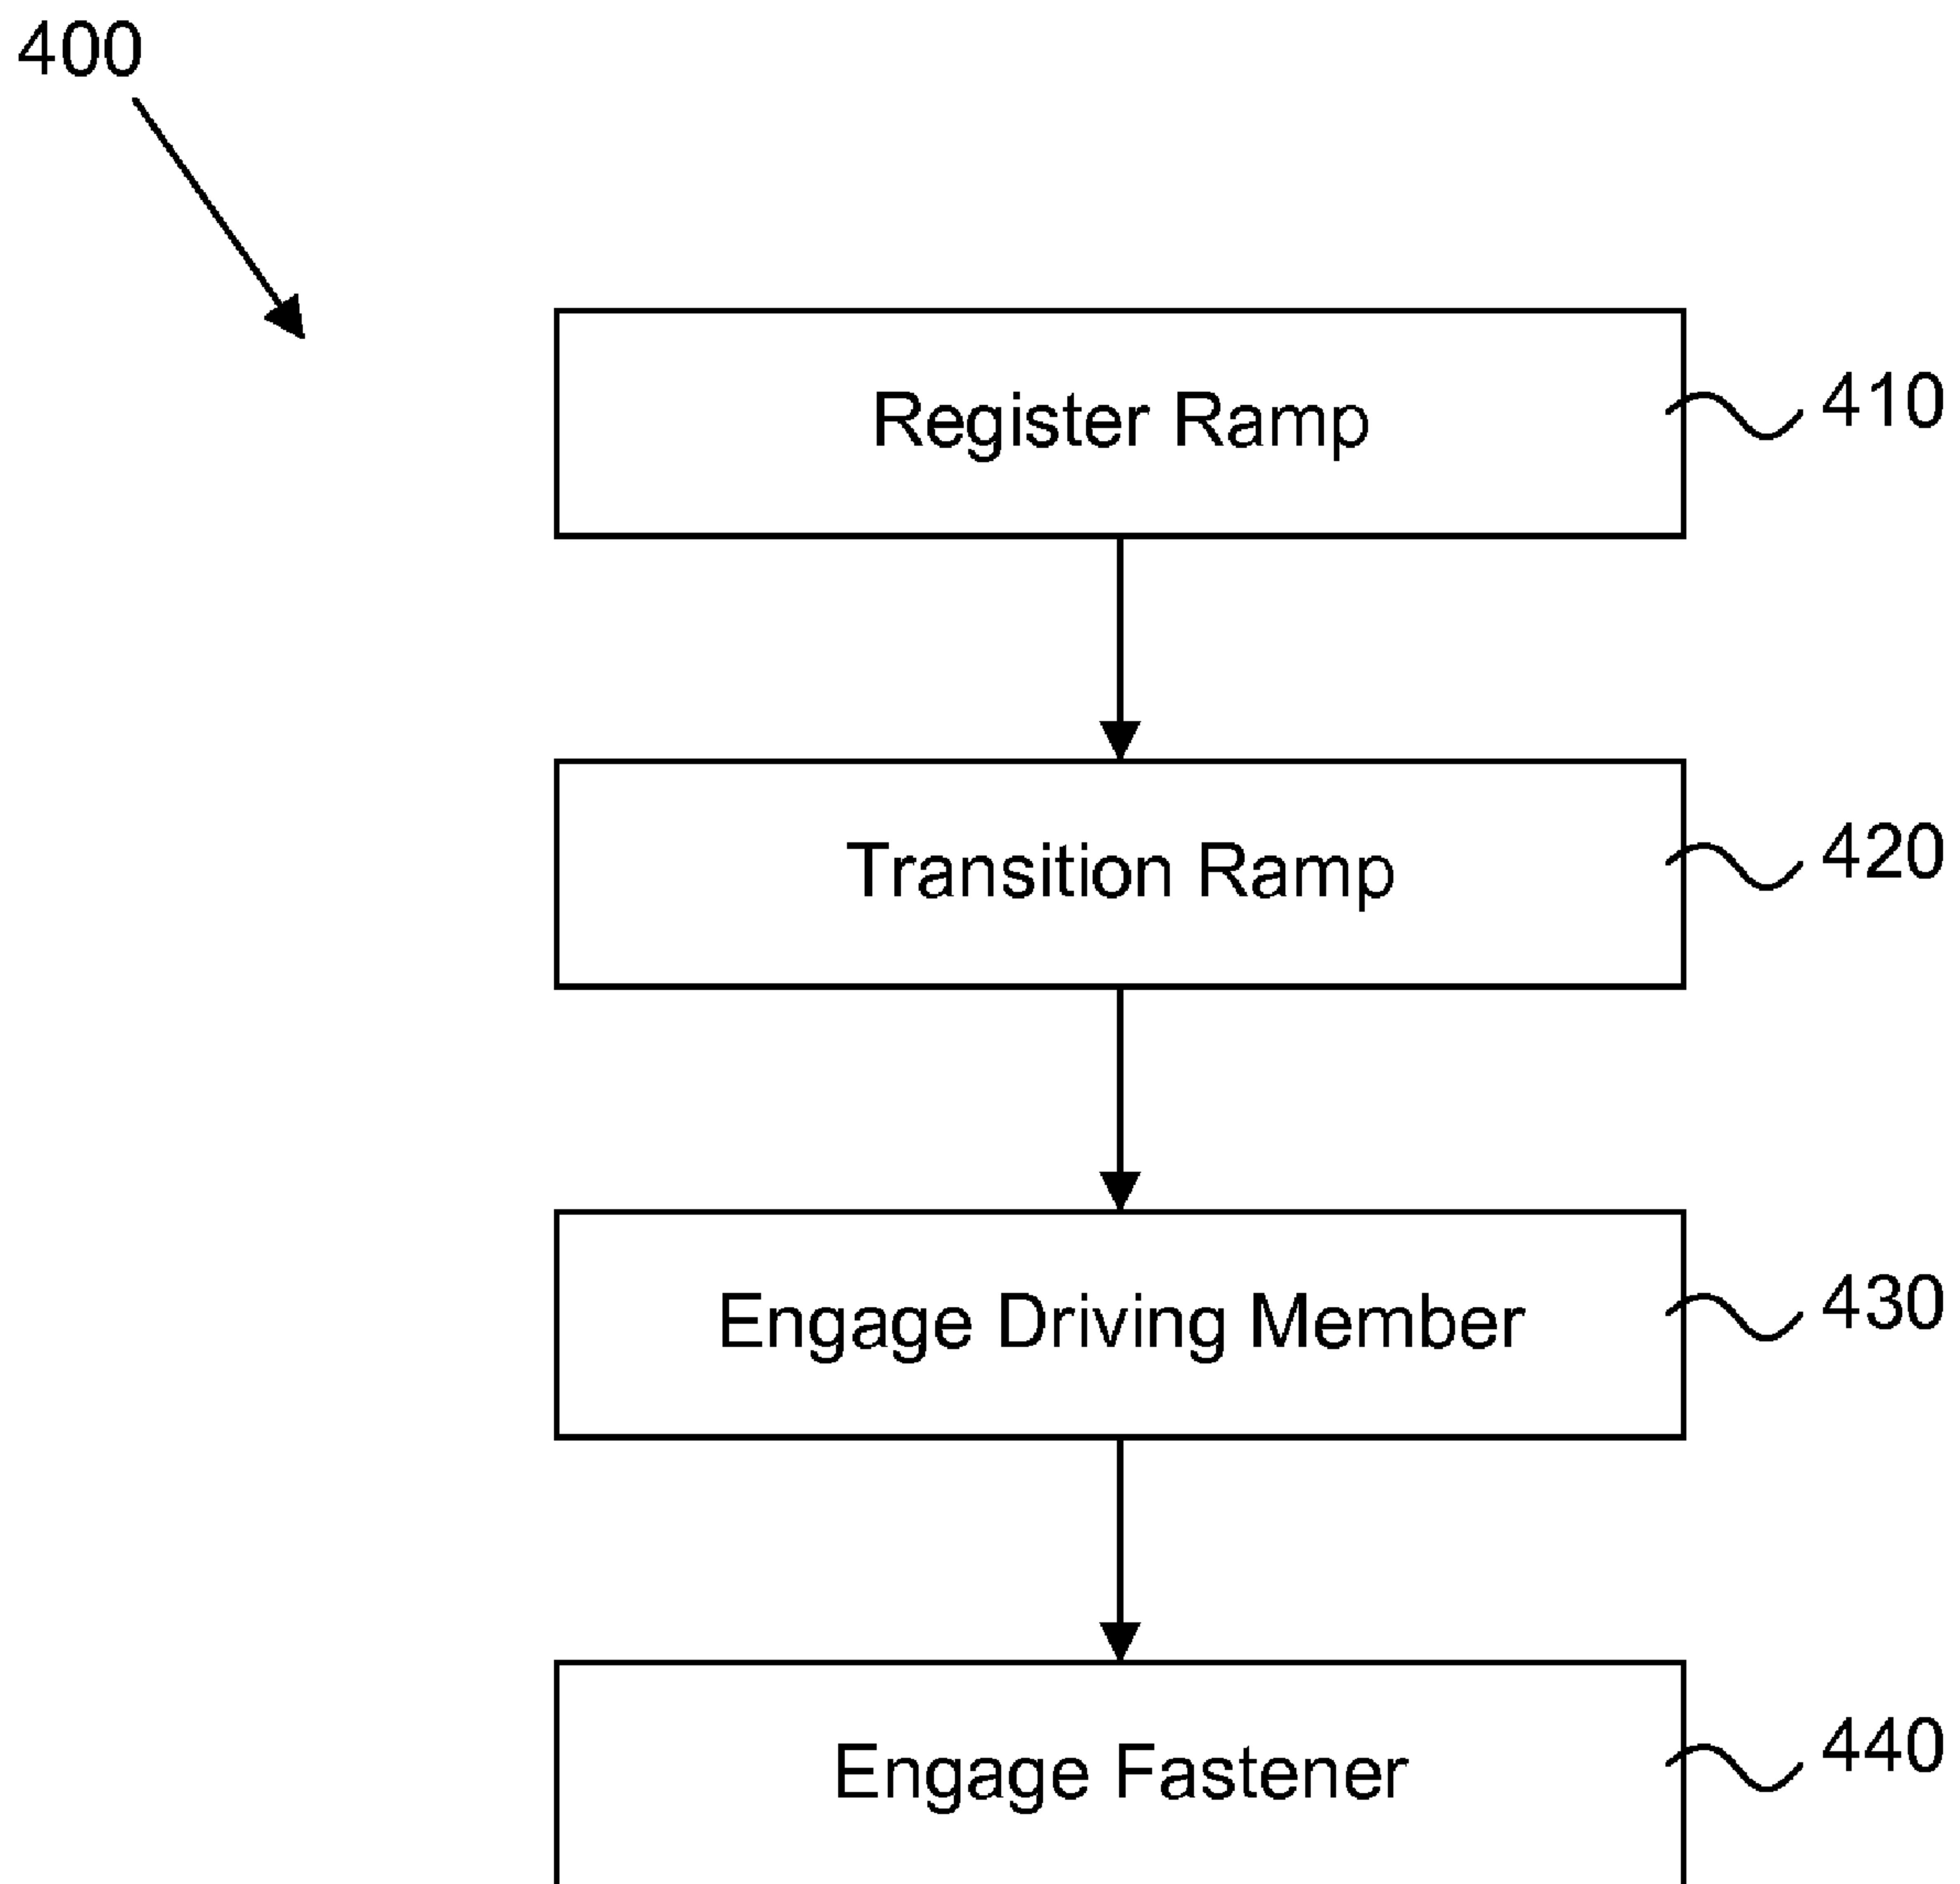 400
Register Ramp
410
Transition Ramp
420
Engage Driving Member
430
Engage Fastener
440